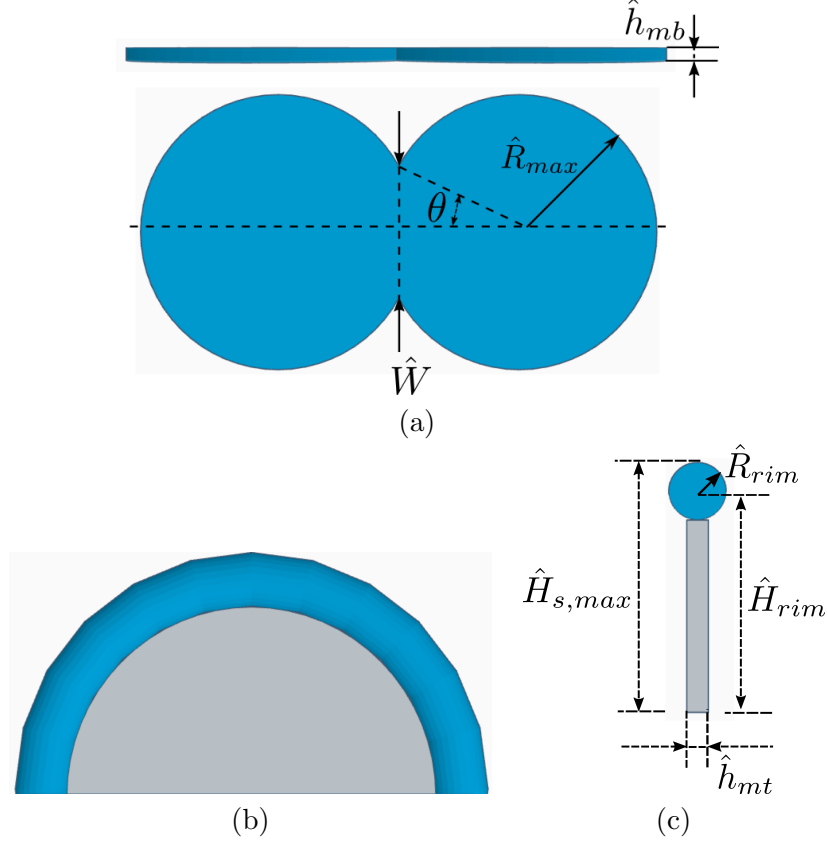 ĥ_mb
R̂_max
θ
Ŵ
(a)
R̂_rim
Ĥ_s,max
Ĥ_rim
ĥ_mt
(b)
(c)